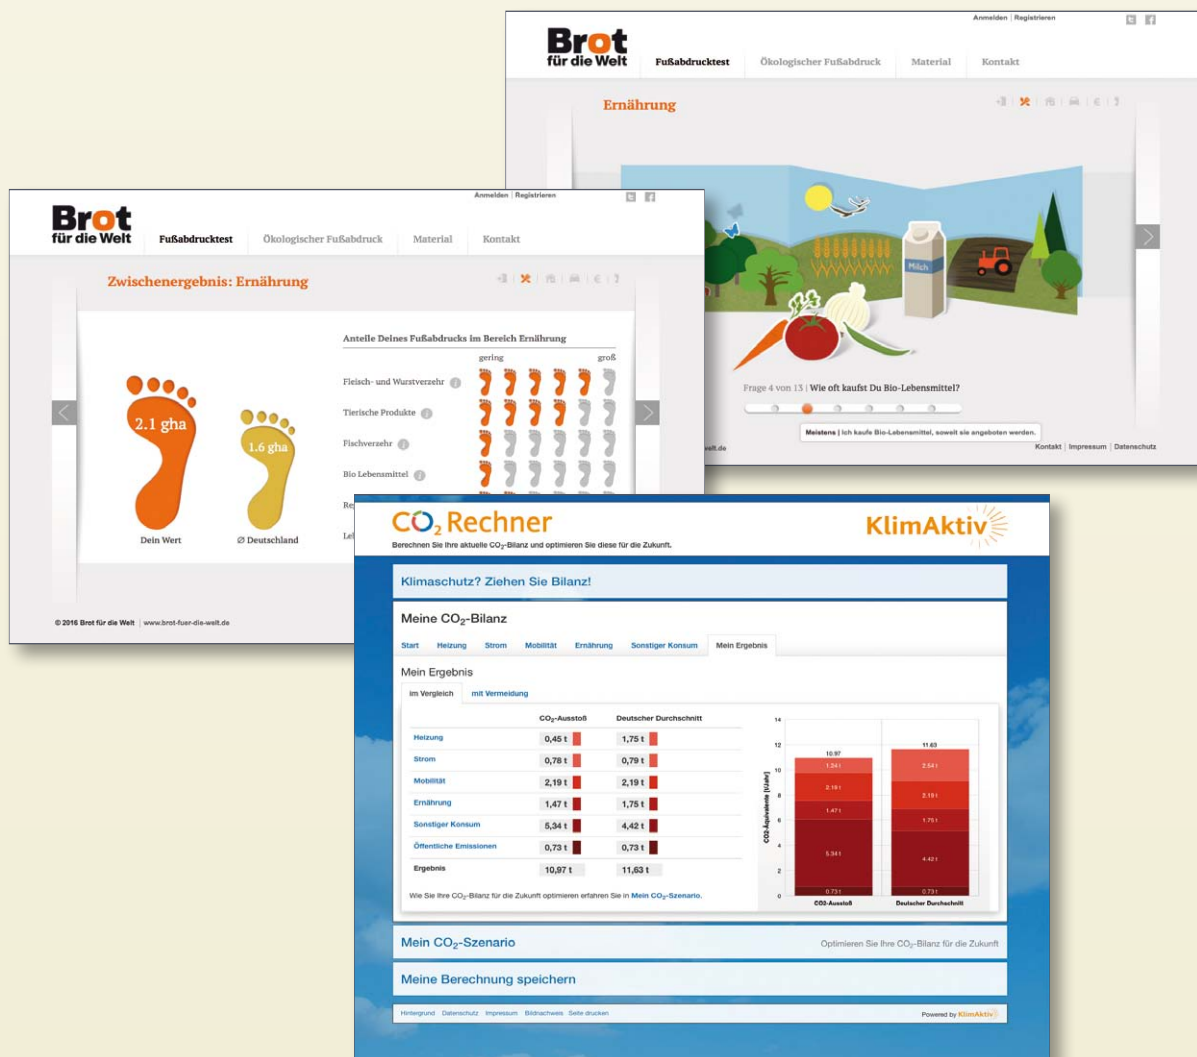 Anmelden | Registrieren
Brot
für die Welt
Fußabdrucktest
Ökologischer Fußabdruck
Material
Kontakt
Ernährung
Milch
Frage 4 von 13 | Wie oft kaufst Du Bio-Lebensmittel?
Meistens | Ich kaufe Bio-Lebensmittel, soweit sie angeboten werden.
Kontakt | Impressum | Datenschutz
Anmelden | Registrieren
Brot
für die Welt
Fußabdrucktest
Ökologischer Fußabdruck
Material
Kontakt
Zwischenergebnis: Ernährung
Anteile Deines Fußabdrucks im Bereich Ernährung
gering groß
Fleisch- und Wurstverzehr
Tierische Produkte
Fischverzehr
Bio Lebensmittel
2.1 gha
1.6 gha
Dein Wert
Ø Deutschland
© 2016 Brot für die Welt | www.brot-fuer-die-welt.de
CO₂ Rechner
KlimAktiv
Berechnen Sie Ihre aktuelle CO₂-Bilanz und optimieren Sie diese für die Zukunft.
Klimaschutz? Ziehen Sie Bilanz!
Meine CO₂-Bilanz
Start Heizung Strom Mobilität Ernährung Sonstiger Konsum Mein Ergebnis
Mein Ergebnis
im Vergleich mit Vermeidung
CO₂-Ausstoß Deutscher Durchschnitt
Heizung 0,45 t 1,75 t
Strom 0,78 t 0,79 t
Mobilität 2,19 t 2,19 t
Ernährung 1,47 t 1,75 t
Sonstiger Konsum 5,34 t 4,42 t
Öffentliche Emissionen 0,73 t 0,73 t
Ergebnis 10,97 t 11,63 t
Wie Sie Ihre CO₂-Bilanz für die Zukunft optimieren erfahren Sie in Mein CO₂-Szenario.
CO2-Äquivalente [t/Jahr]
14
12
10
8
6
4
2
0
10.97
1.24 t
2.19 t
1.47 t
5.34 t
0.73 t
CO2-Ausstoß
11.63
2.54 t
2.19 t
1.75 t
4.42 t
0.73 t
Deutscher Durchschnitt
Mein CO₂-Szenario
Optimieren Sie Ihre CO₂-Bilanz für die Zukunft
Meine Berechnung speichern
Hintergrund Datenschutz Impressum Bildnachweis Seite drucken
Powered by KlimAktiv